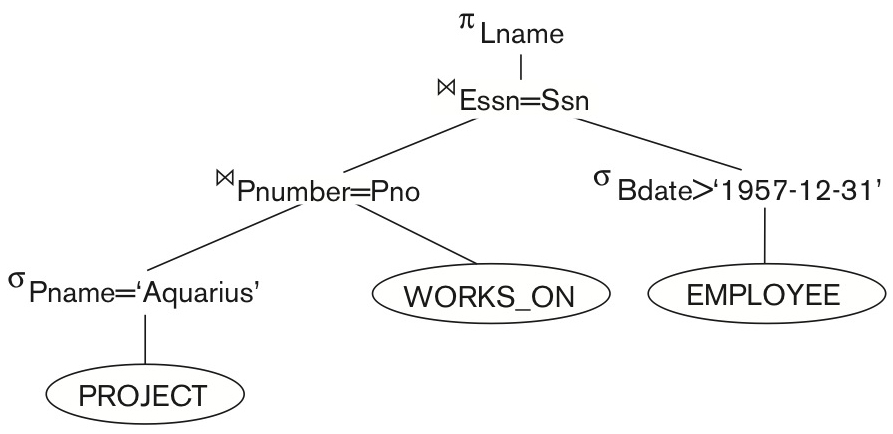 π Lname
⋈ Essn=Ssn
⋈ Pnumber=Pno
σ Bdate>‘1957-12-31’
σ Pname=‘Aquarius’
WORKS_ON
EMPLOYEE
PROJECT